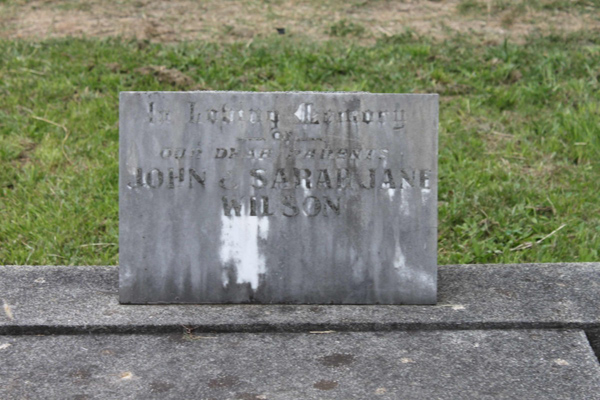 In Loving Memory
of
OUR DEAR PARENTS
JOHN & SARAH JANE
WILSON